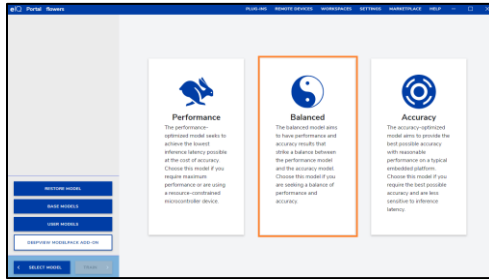 eIQ Portal flowers
PLUG-INS REMOTE DEVICES WORKSPACES SETTINGS MARKETPLACE HELP
Performance
The performance-
optimized model seeks to
achieve the lowest
inference latency possible
at the cost of accuracy.
Choose this model if you
require maximum
performance or are using
a resource-constrained
microcontroller device.
Balanced
The balanced model aims
to have performance and
accuracy results that
strike a balance between
the performance model
and the accuracy model.
Choose this model if you
are seeking a balance of
performance and
accuracy.
Accuracy
The accuracy-optimized
model aims to provide the
best possible accuracy
with reasonable
performance on a typical
embedded platform.
Choose this model if you
require the best possible
accuracy and are less
sensitive to inference
latency.
RESTORE MODEL
BASE MODELS
USER MODELS
DEEPVIEW MODELPACK ADD-ON
SELECT MODEL